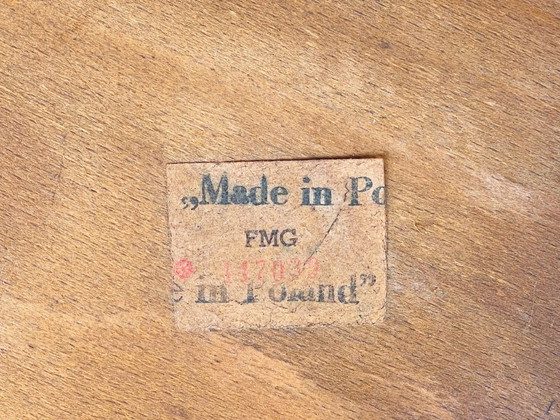 „Made in Po
FMG
e in Poland”